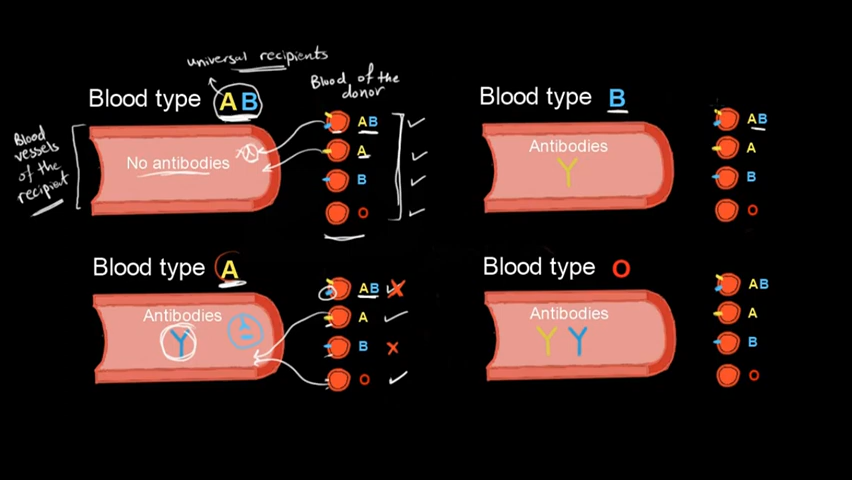 universal recipients
Blood type AB
Blood of the
donor
Blood
vessels
of the
recipient
No antibodies
AB
A
B
O
Blood type B
Antibodies
Y
AB
A
B
O
Blood type A
Antibodies
Y
AB
A
B
O
Blood type O
Antibodies
Y Y
AB
A
B
O